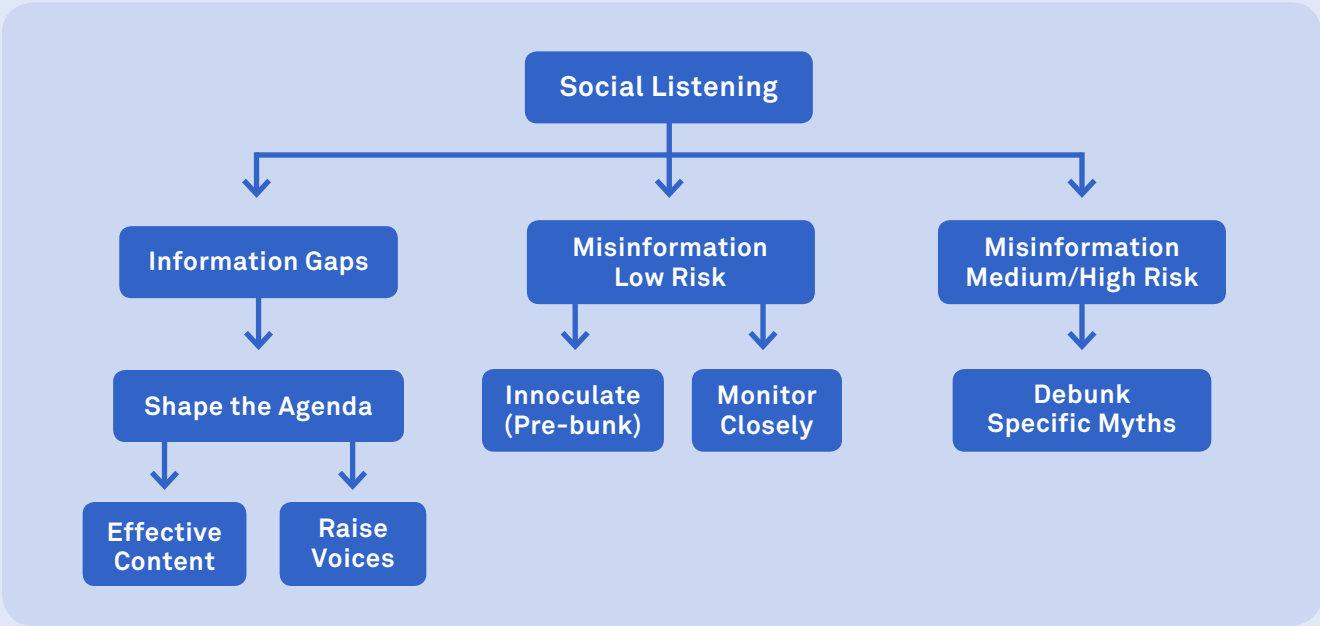 Social Listening
Information Gaps
Misinformation
Low Risk
Misinformation
Medium/High Risk
Shape the Agenda
Innoculate
(Pre-bunk)
Monitor
Closely
Debunk
Specific Myths
Effective
Content
Raise
Voices